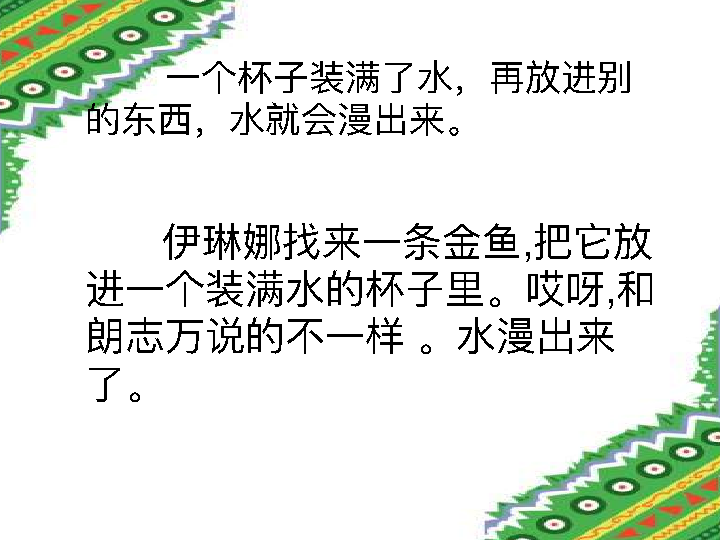 一个杯子装满了水，再放进别
的东西，水就会漫出来。
伊琳娜找来一条金鱼,把它放
进一个装满水的杯子里。哎呀,和
朗志万说的不一样 。水漫出来
了。